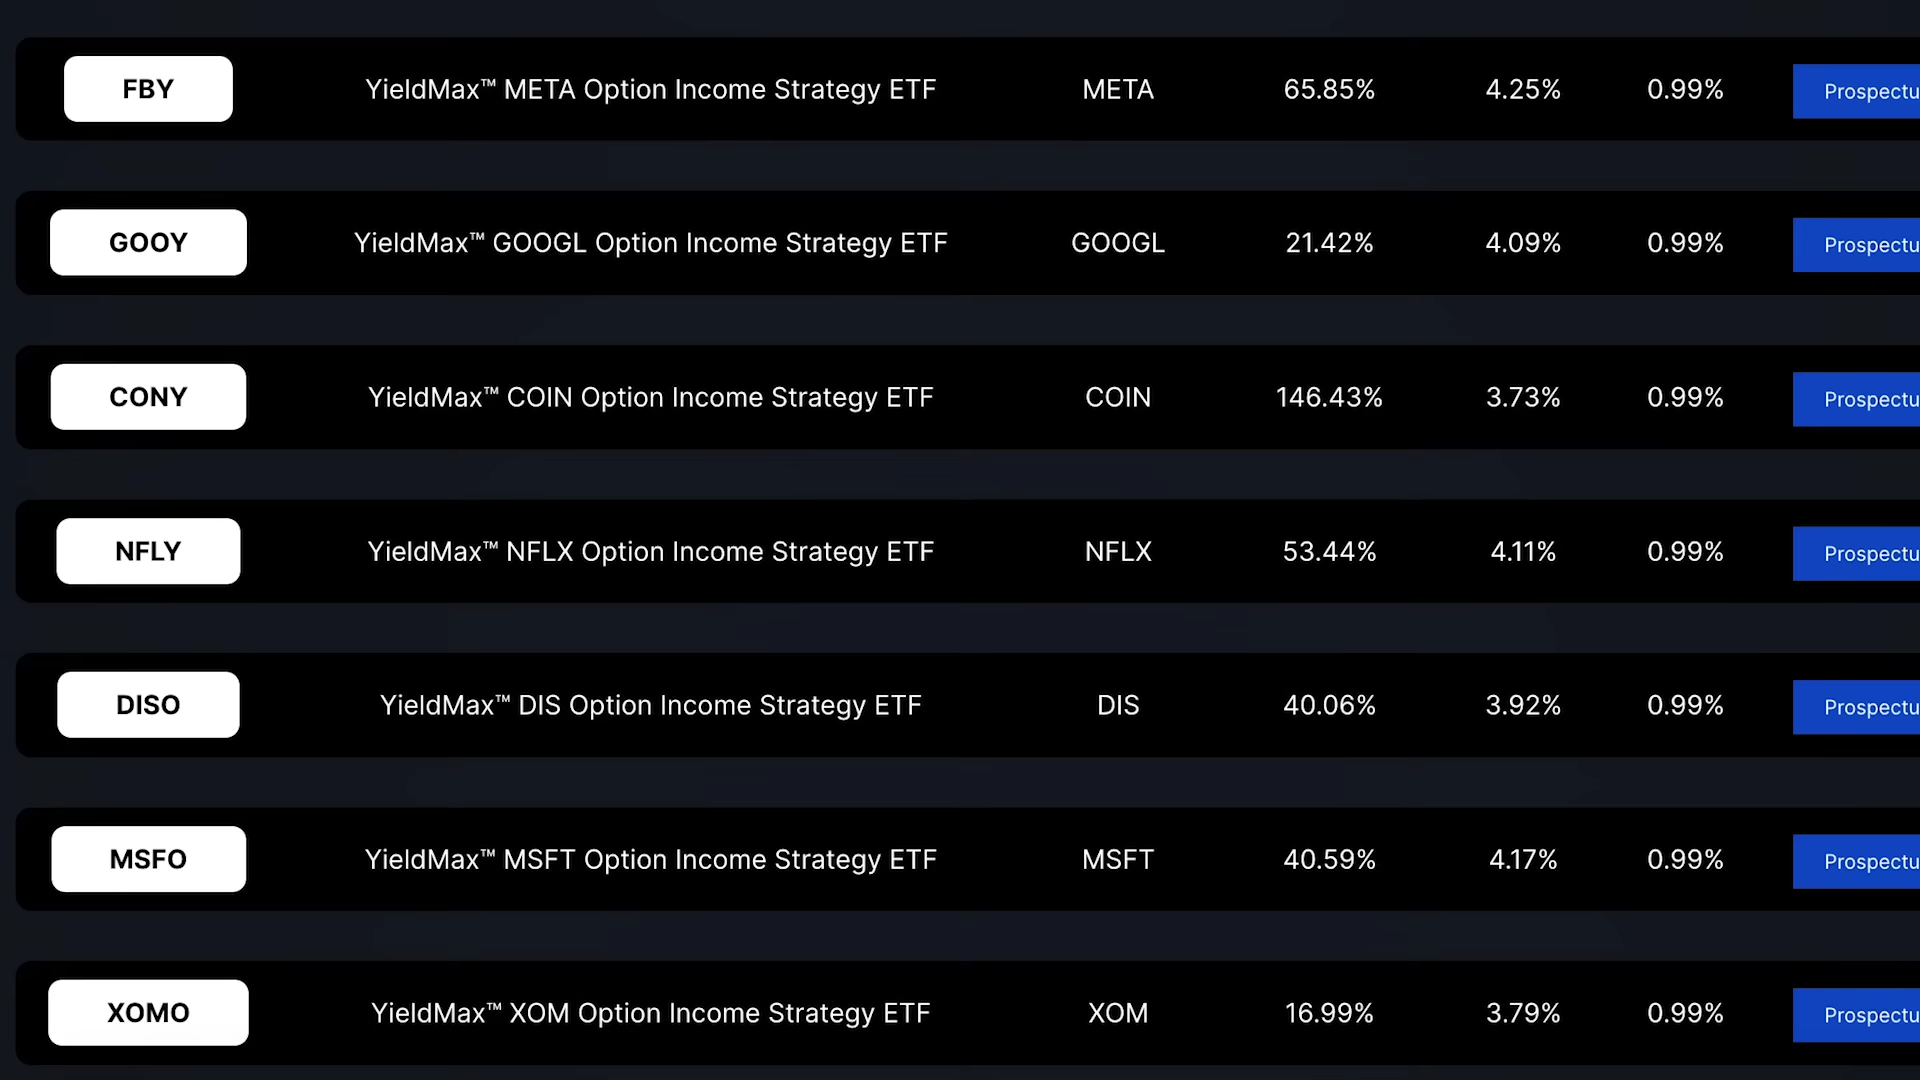 FBY YieldMax™ META Option Income Strategy ETF META 65.85% 4.25% 0.99% Prospectu
GOOY YieldMax™ GOOGL Option Income Strategy ETF GOOGL 21.42% 4.09% 0.99% Prospectu
CONY YieldMax™ COIN Option Income Strategy ETF COIN 146.43% 3.73% 0.99% Prospectu
NFLY YieldMax™ NFLX Option Income Strategy ETF NFLX 53.44% 4.11% 0.99% Prospectu
DISO YieldMax™ DIS Option Income Strategy ETF DIS 40.06% 3.92% 0.99% Prospectu
MSFO YieldMax™ MSFT Option Income Strategy ETF MSFT 40.59% 4.17% 0.99% Prospectu
XOMO YieldMax™ XOM Option Income Strategy ETF XOM 16.99% 3.79% 0.99% Prospectu